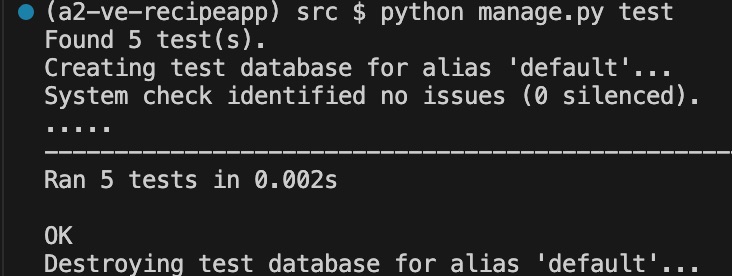 (a2-ve-recipeapp) src $ python manage.py test
Found 5 test(s).
Creating test database for alias 'default'...
System check identified no issues (0 silenced).
.....
----------------------------------------------------------------------
Ran 5 tests in 0.002s
OK
Destroying test database for alias 'default'...